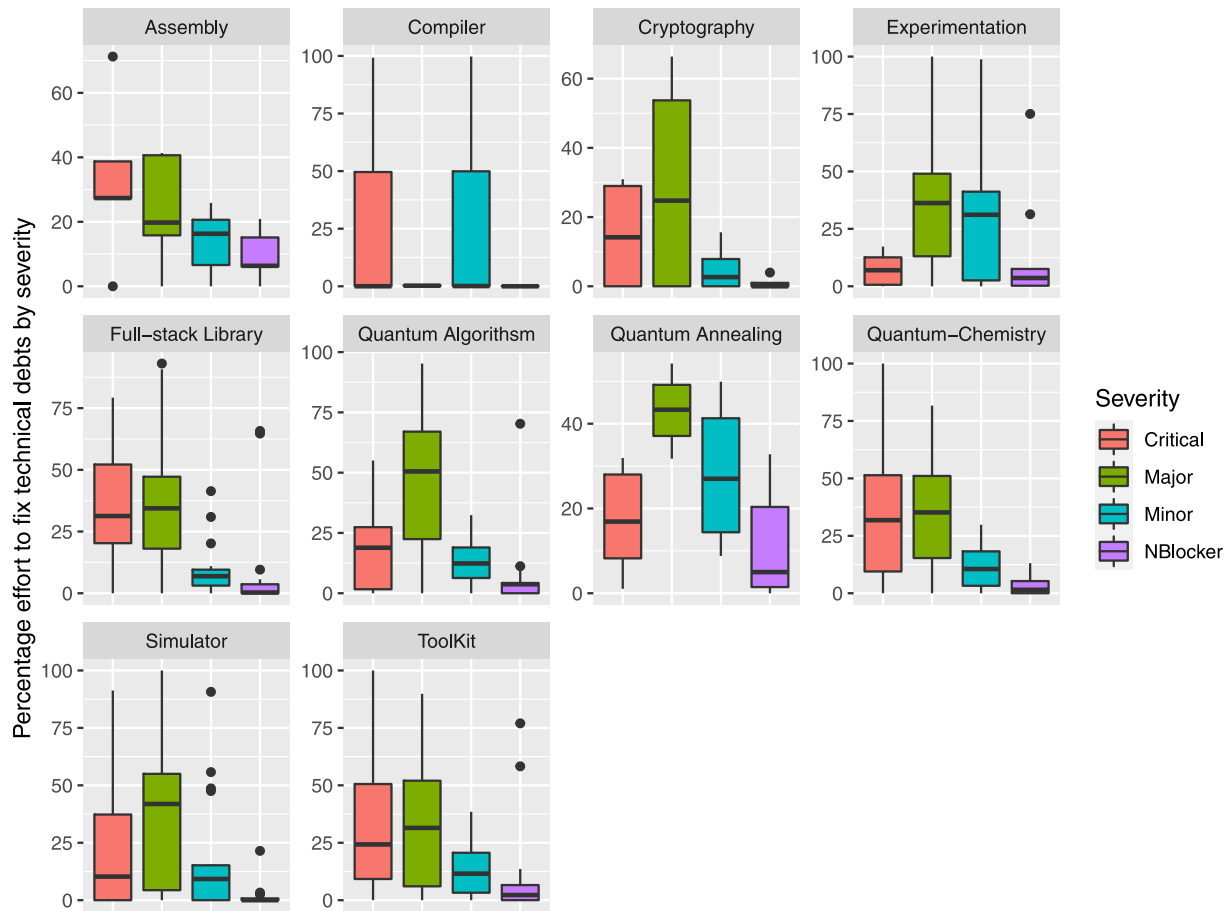 Percentage effort to fix technical debts by severity
Assembly
Compiler
Cryptography
Experimentation
60
40
20
0
100
75
50
25
0
60
40
20
0
100
75
50
25
0
Full−stack Library
Quantum Algorithsm
Quantum Annealing
Quantum−Chemistry
75
50
25
0
100
75
50
25
0
40
20
0
100
75
50
25
0
Simulator
ToolKit
100
75
50
25
0
100
75
50
25
0
Severity
Critical
Major
Minor
NBlocker